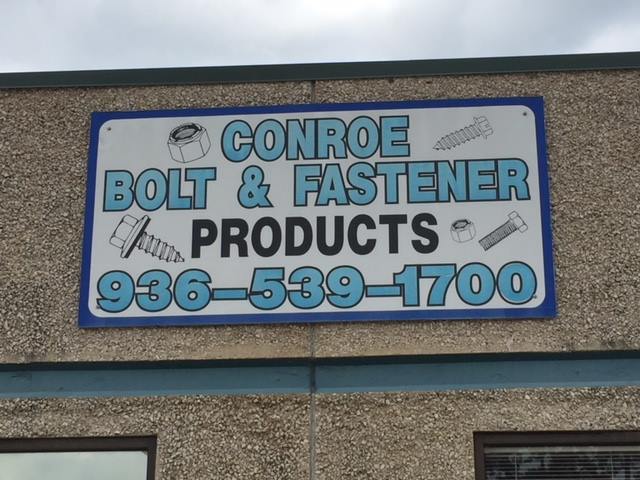 CONROE
BOLT & FASTENER
PRODUCTS
936-539-1700